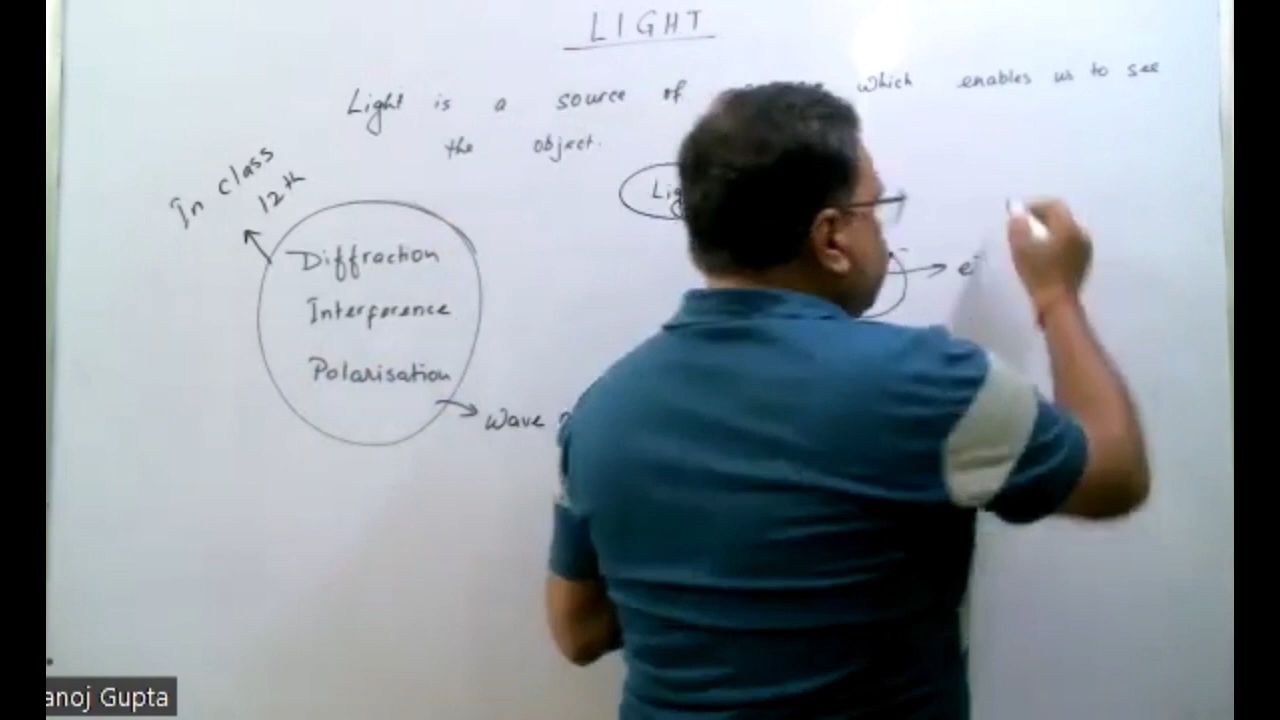 LIGHT
Light is a source of which enables us to see
the object.
In class
12th
Lig
Diffraction
e-
Interference
Polarisation
Wave
anoj Gupta